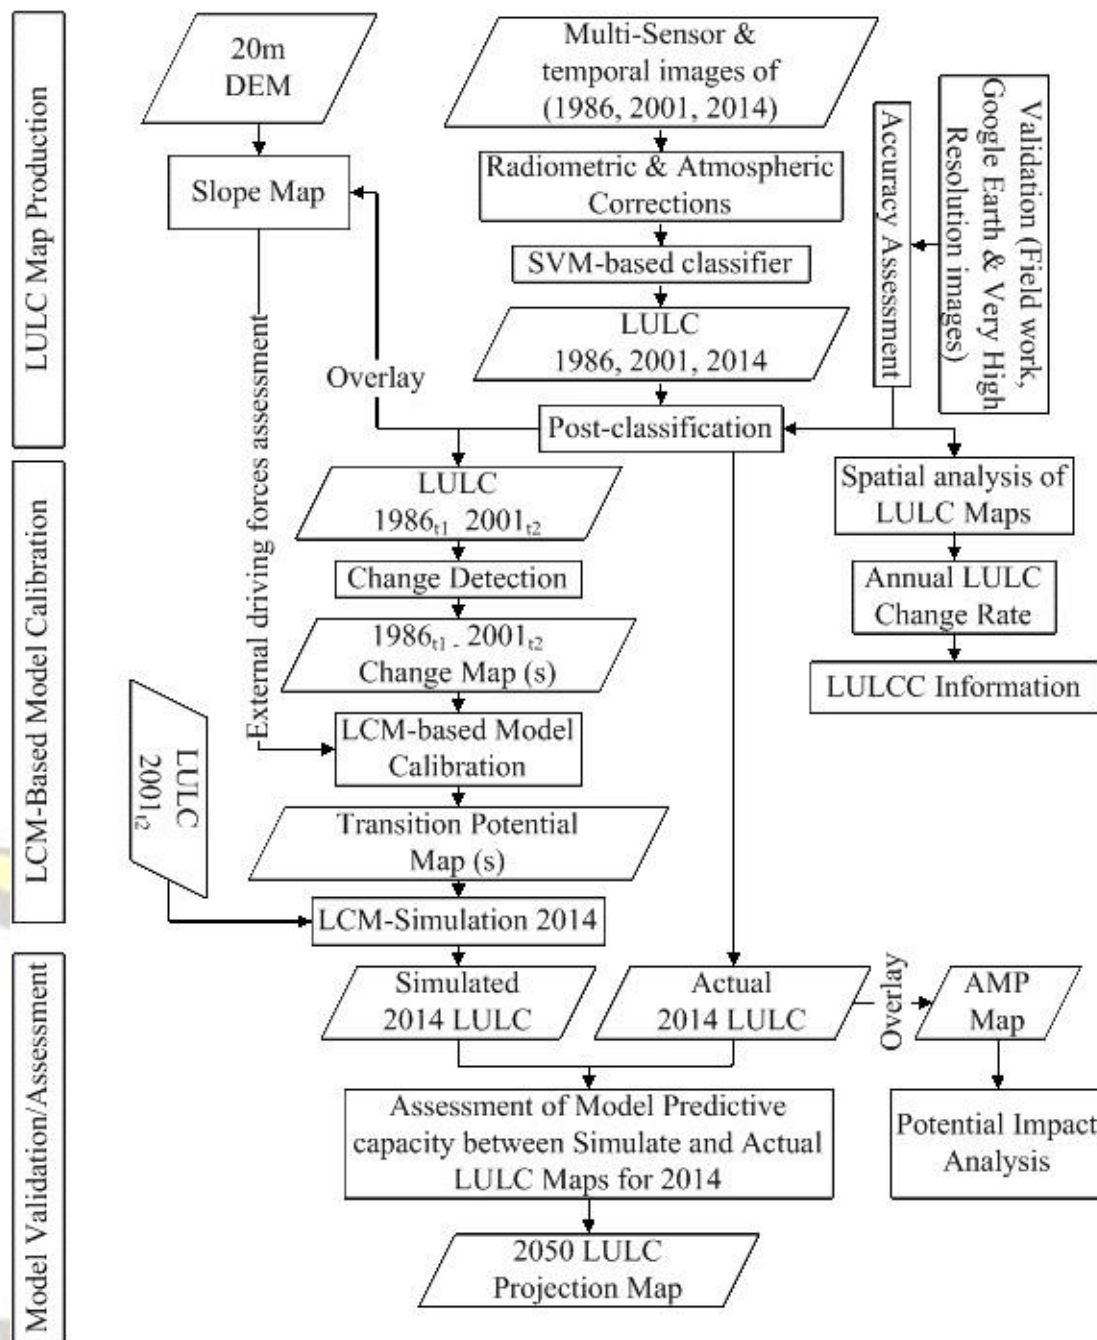 LULC Map Production
20m
DEM
Slope Map
Multi-Sensor &
temporal images of
(1986, 2001, 2014)
Radiometric & Atmospheric
Corrections
SVM-based classifier
LULC
1986, 2001, 2014
Post-classification
Overlay
External driving forces assessment
Accuracy Assessment
Validation (Field work,
Google Earth & Very High
Resolution images)
Spatial analysis of
LULC Maps
Annual LULC
Change Rate
LULCC Information
LCM-Based Model Calibration
LULC
1986t1 2001t2
Change Detection
1986t1 - 2001t2
Change Map (s)
LCM-based Model
Calibration
Transition Potential
Map (s)
LULC
2001t2
LCM-Simulation 2014
Model Validation/Assessment
Simulated
2014 LULC
Actual
2014 LULC
Overlay
AMP
Map
Assessment of Model Predictive
capacity between Simulate and Actual
LULC Maps for 2014
Potential Impact
Analysis
2050 LULC
Projection Map